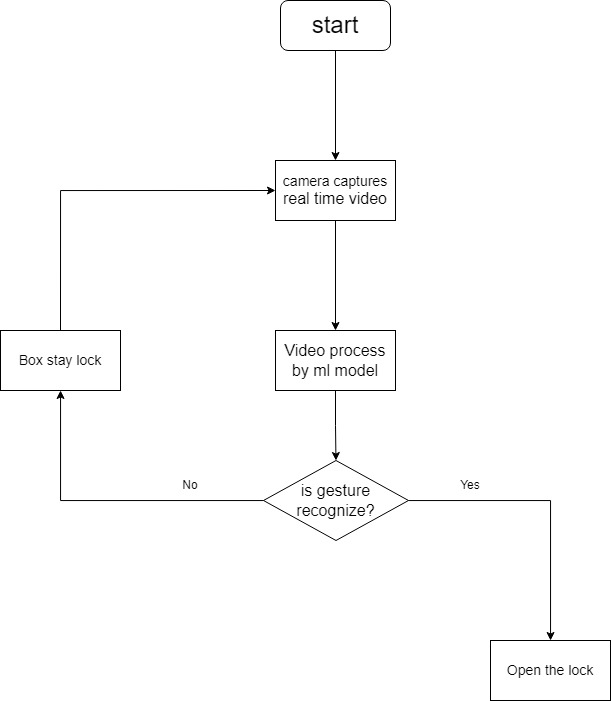 start
camera captures
real time video
Video process
by ml model
Box stay lock
is gesture
recognize?
No
Yes
Open the lock